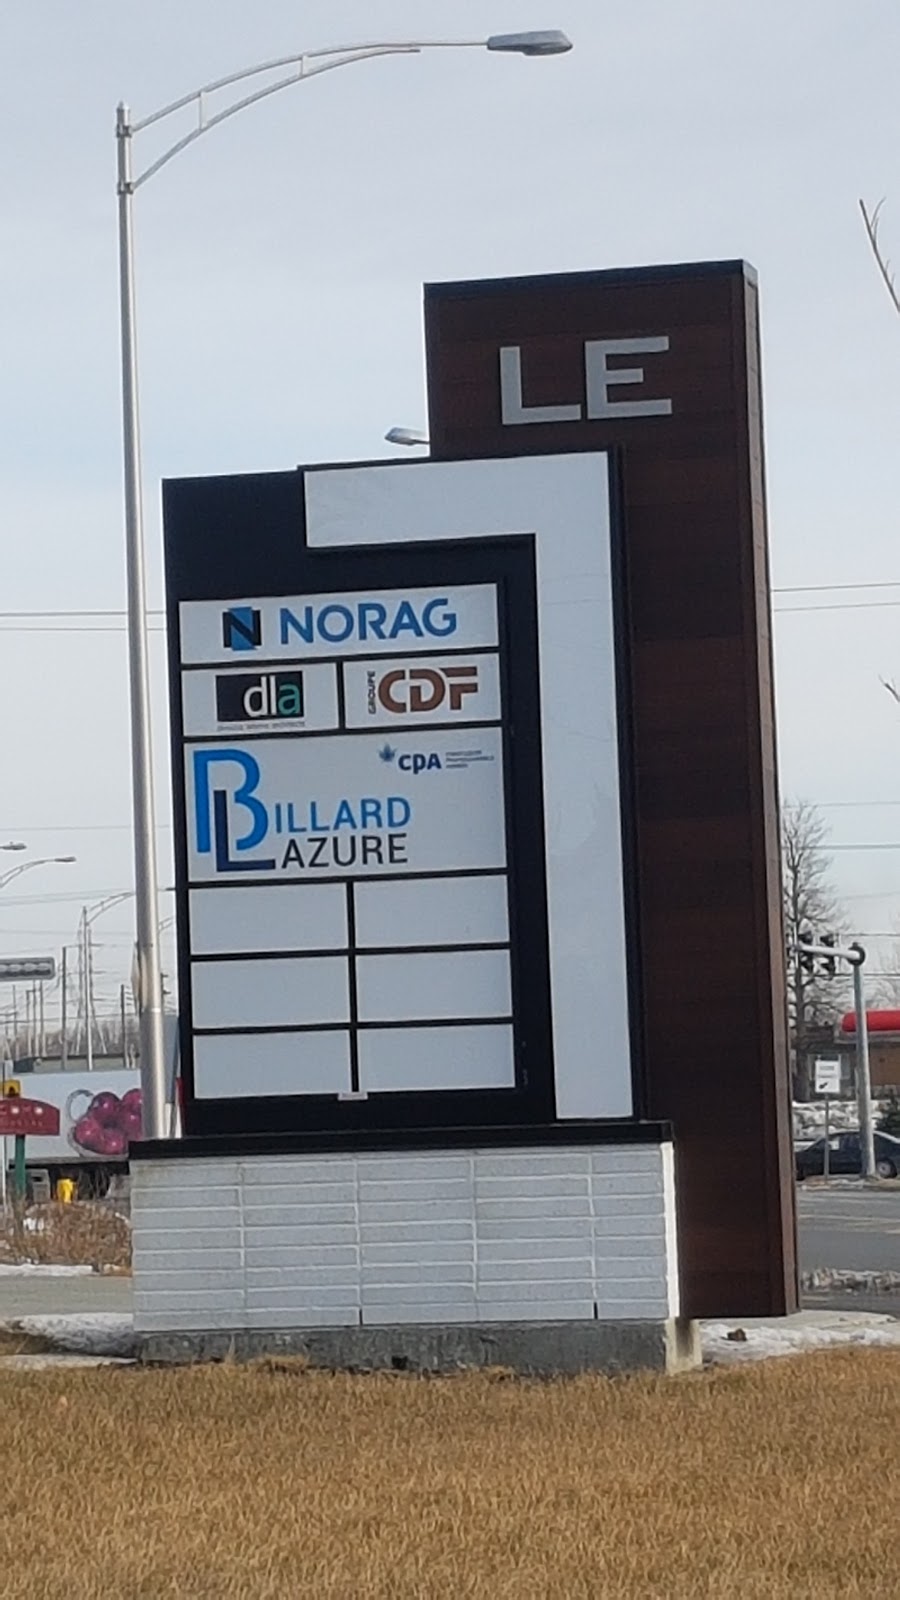 LE
NORAG
dla
GROUPE CDF
CPA
BILLARD
LAZURE